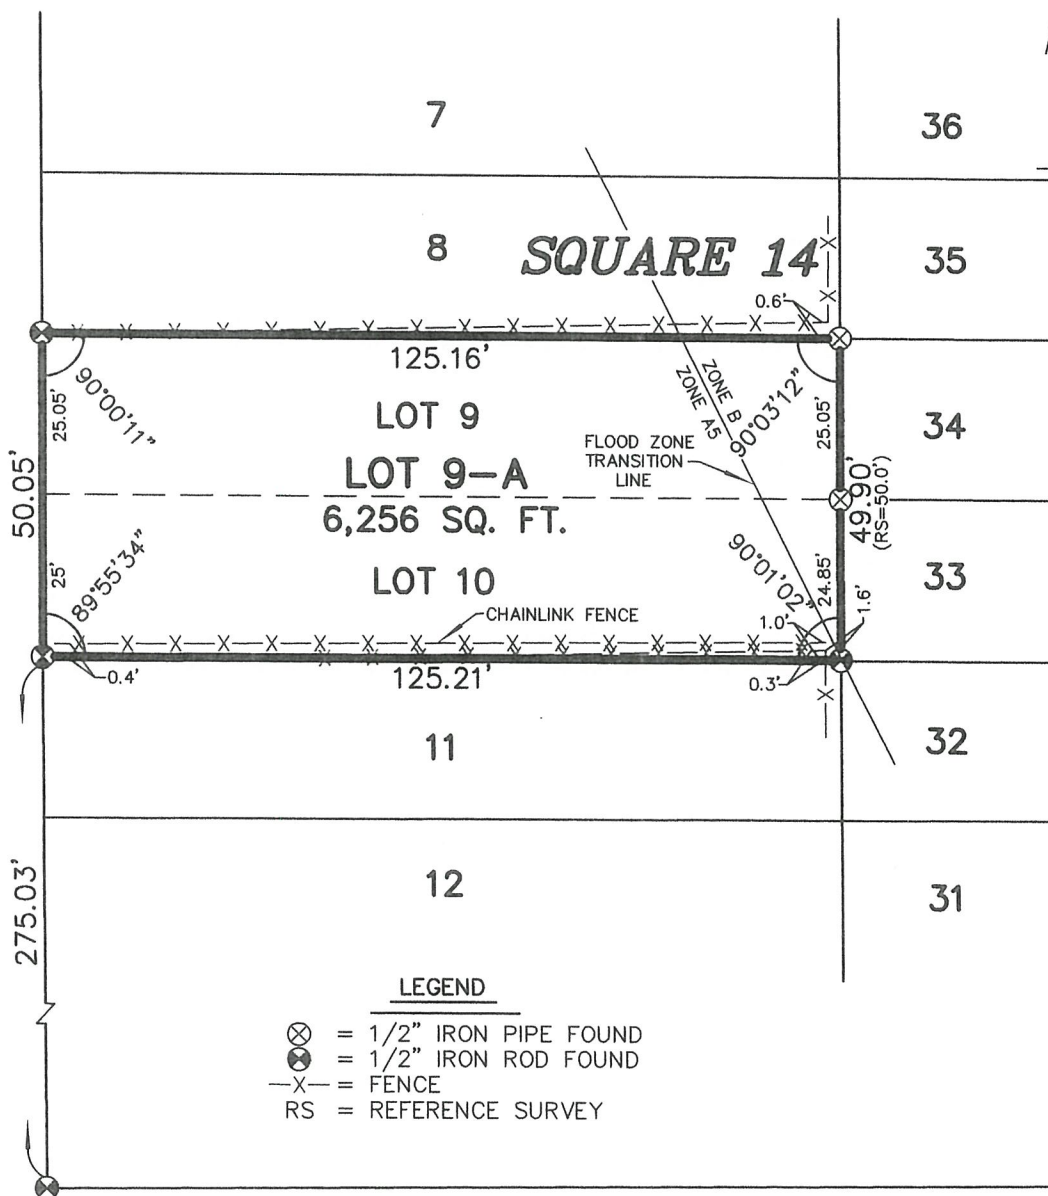 7
36
8
SQUARE 14
35
0.6'
125.16'
90°00'11"
25.05'
LOT 9
ZONE B
ZONE A5
90°03'12"
25.05'
34
FLOOD ZONE
TRANSITION
LINE
LOT 9-A
6,256 SQ. FT.
50.05'
49.90'
(RS=50.0')
25'
89°55'34"
LOT 10
90°01'02"
24.85'
33
CHAINLINK FENCE
1.0'
1.6'
0.4'
125.21'
0.3'
11
32
275.03'
12
31
LEGEND
= 1/2" IRON PIPE FOUND
= 1/2" IRON ROD FOUND
—X— = FENCE
RS = REFERENCE SURVEY